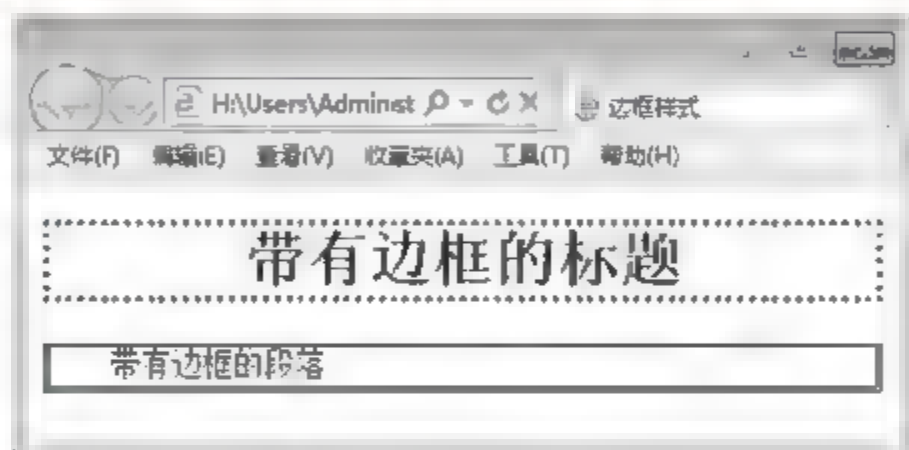 H:\Users\Administ
边框样式
文件(F) 编辑(E) 查看(V) 收藏夹(A) 工具(T) 帮助(H)
带有边框的标题
带有边框的段落